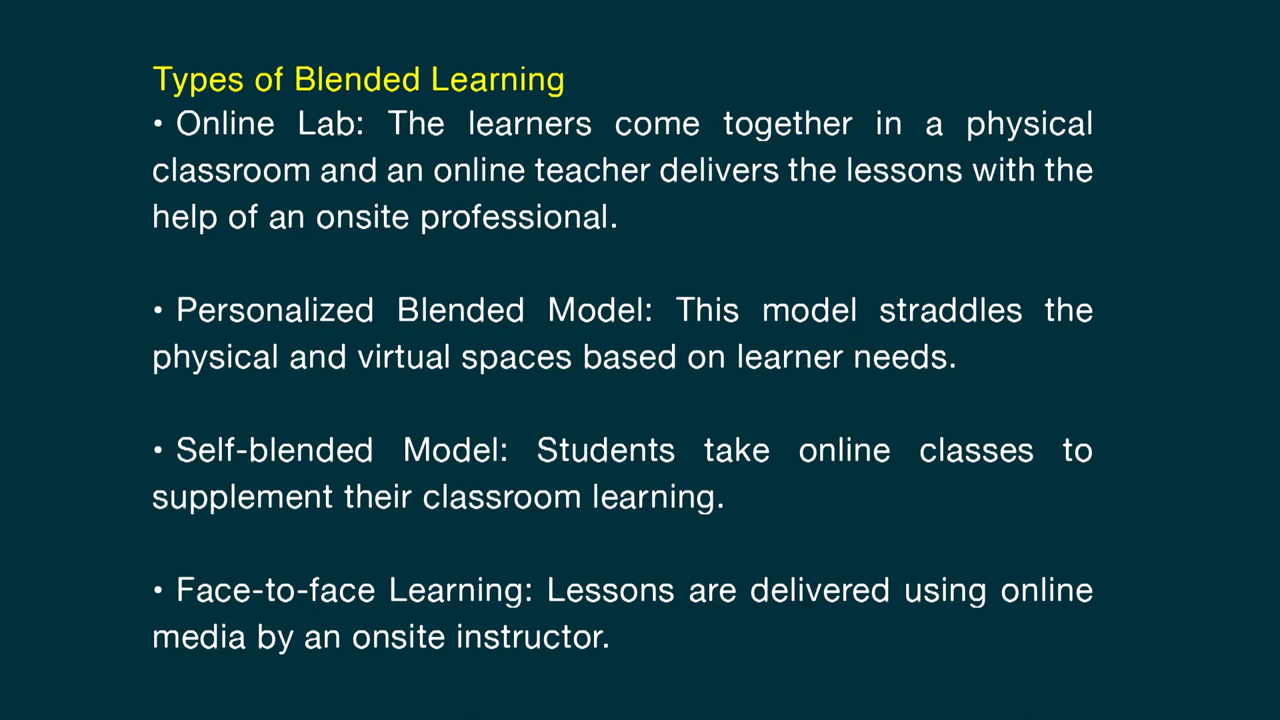 Types of Blended Learning
• Online Lab: The learners come together in a physical
classroom and an online teacher delivers the lessons with the
help of an onsite professional.
• Personalized Blended Model: This model straddles the
physical and virtual spaces based on learner needs.
• Self-blended Model: Students take online classes to
supplement their classroom learning.
• Face-to-face Learning: Lessons are delivered using online
media by an onsite instructor.